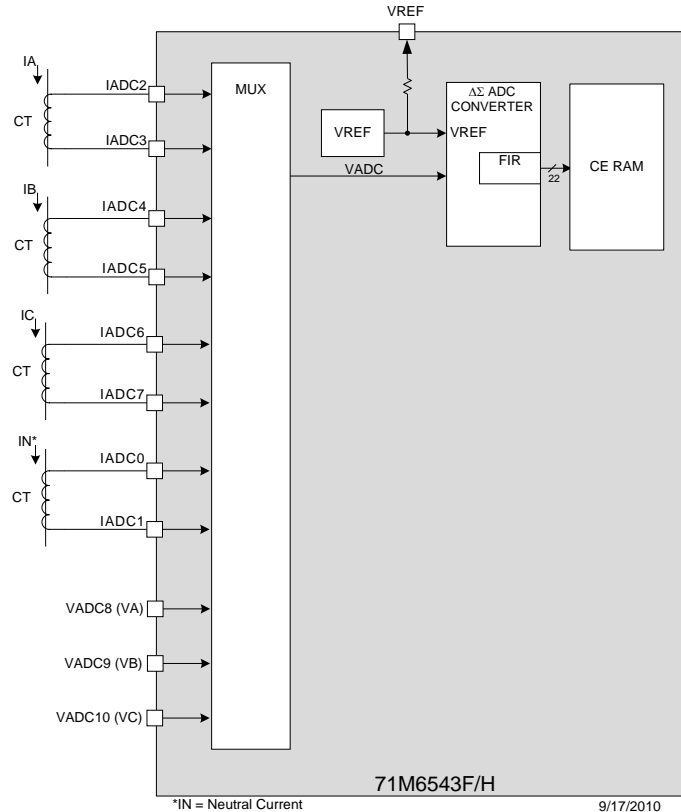 VREF
IA
IADC2
CT
IADC3
IB
IADC4
CT
IADC5
IC
IADC6
CT
IADC7
IN*
IADC0
CT
IADC1
VADC8 (VA)
VADC9 (VB)
VADC10 (VC)
MUX
VREF
VADC
ΔΣ ADC
CONVERTER
VREF
FIR
22
CE RAM
71M6543F/H
*IN = Neutral Current
9/17/2010